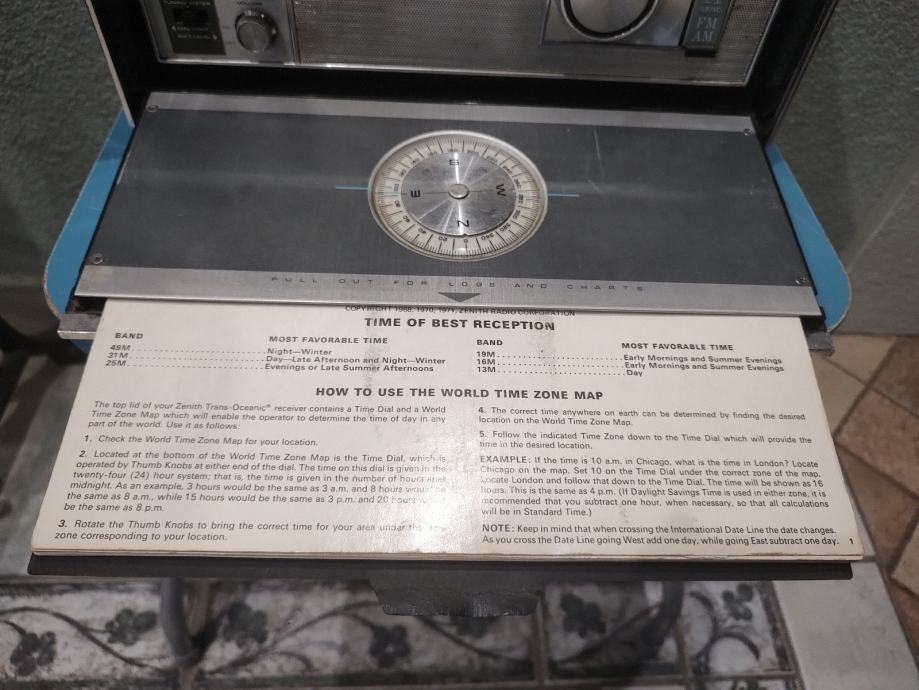 TUNING METER
VOLUME
DIAL LIGHT
BATT. LEVEL
FM
AM
S
E
W
N
PULL OUT FOR LOGS AND CHARTS
COPYRIGHT 1968, 1970, 1971, ZENITH RADIO CORPORATION
TIME OF BEST RECEPTION
BAND MOST FAVORABLE TIME
49M Night—Winter
31M Day—Late Afternoon and Night—Winter
25M Evenings or Late Summer Afternoons
BAND MOST FAVORABLE TIME
19M Early Mornings and Summer Evenings
16M Early Mornings and Summer Evenings
13M Day
HOW TO USE THE WORLD TIME ZONE MAP
The top lid of your Zenith Trans-Oceanic® receiver contains a Time Dial and a World
Time Zone Map which will enable the operator to determine the time of day in any
part of the world. Use it as follows:
1. Check the World Time Zone Map for your location.
2. Located at the bottom of the World Time Zone Map is the Time Dial, which is
operated by Thumb Knobs at either end of the dial. The time on this dial is given in the
twenty-four (24) hour system; that is, the time is given in the number of hours after
midnight. As an example, 3 hours would be the same as 3 a.m. and 8 hours would be
the same as 8 a.m., while 15 hours would be the same as 3 p.m. and 20 hours would
be the same as 8 p.m.
3. Rotate the Thumb Knobs to bring the correct time for your area under the
zone corresponding to your location.
4. The correct time anywhere on earth can be determined by finding the desired
location on the World Time Zone Map.
5. Follow the indicated Time Zone down to the Time Dial which will provide the
time in the desired location.
EXAMPLE: If the time is 10 a.m. in Chicago, what is the time in London? Locate
Chicago on the map. Set 10 on the Time Dial under the correct zone of the map.
Locate London and follow that down to the Time Dial. The time will be shown as 16
hours. This is the same as 4 p.m. (If Daylight Savings Time is used in either zone, it is
recommended that you subtract one hour, when necessary, so that all calculations
will be in Standard Time.)
NOTE: Keep in mind that when crossing the International Date Line the date changes.
As you cross the Date Line going West add one day, while going East subtract one day.
1